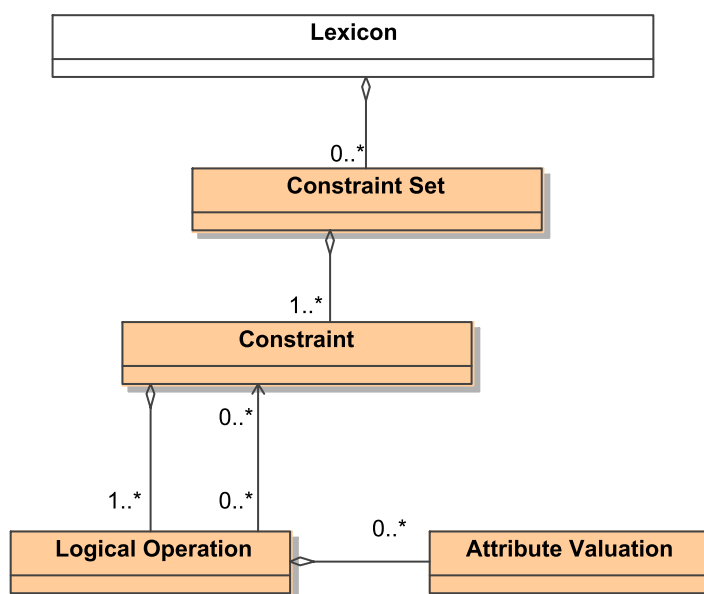 Lexicon
0..*
Constraint Set
1..*
Constraint
0..*
1..*
0..*
0..*
Logical Operation
Attribute Valuation